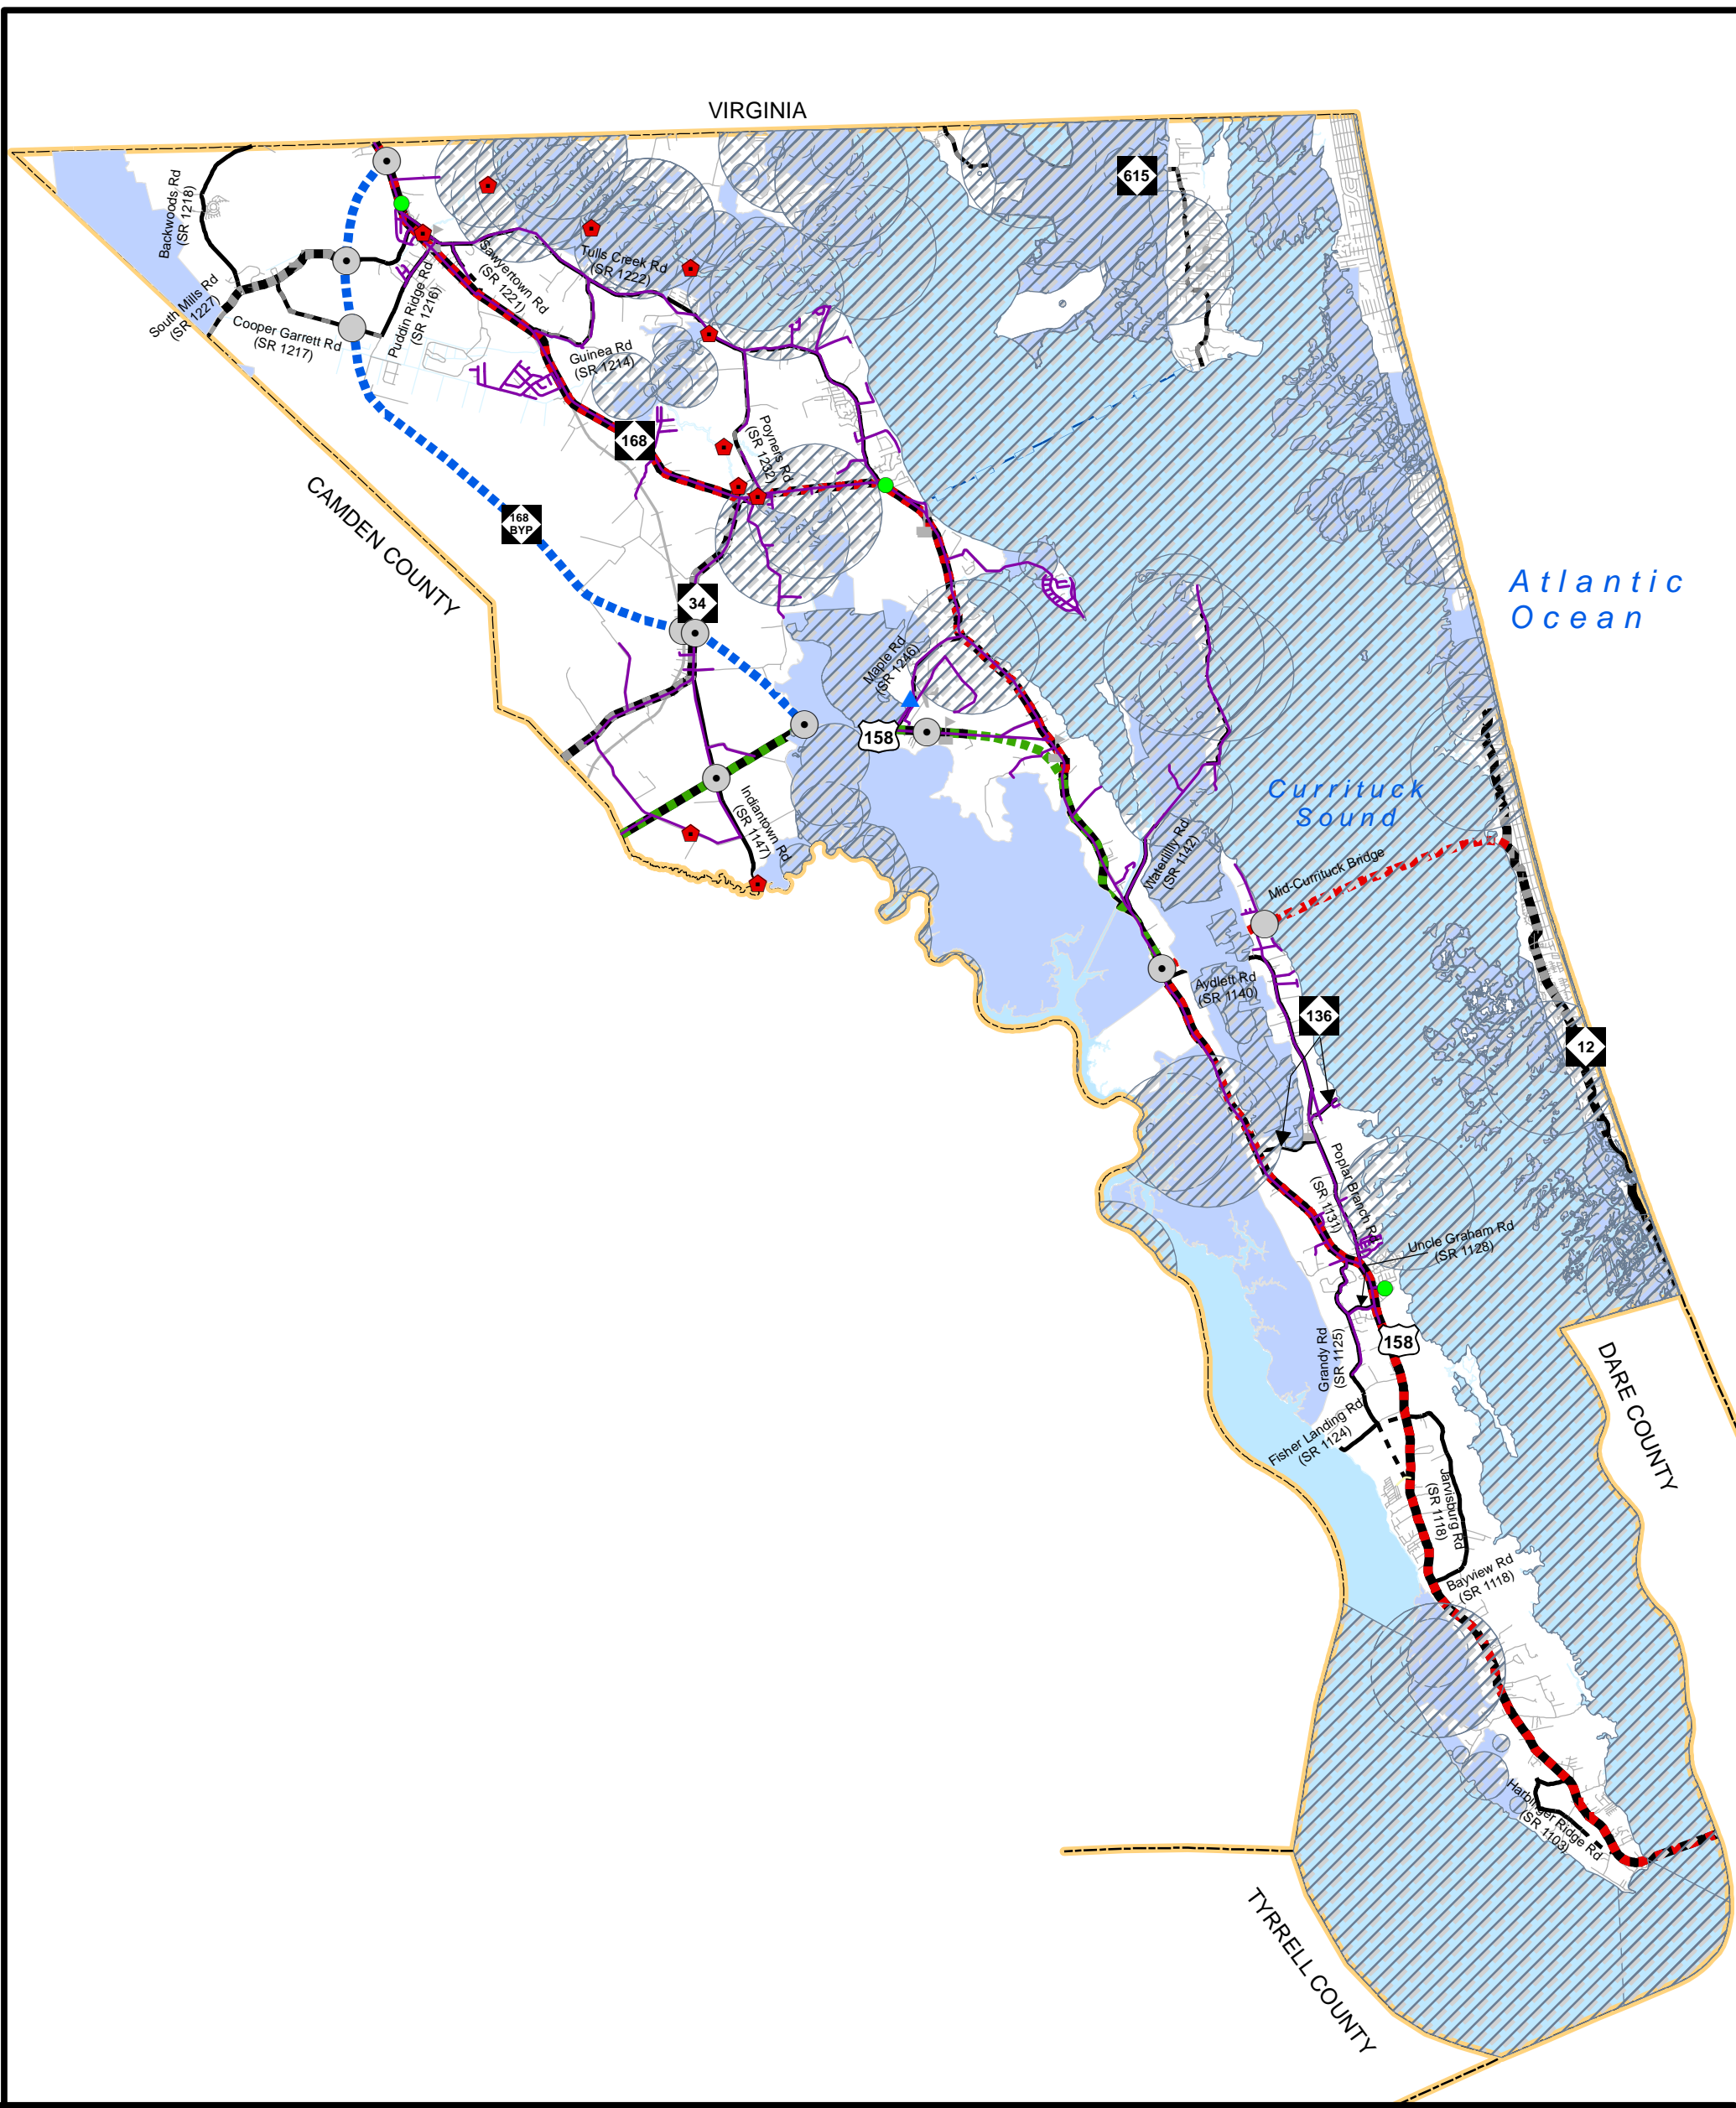 VIRGINIA
615
Backwoods Rd
(SR 1218)
Sawyertown Rd
(SR 1221)
Tulls Creek Rd
(SR 1222)
South Mills Rd
(SR 1227)
Puddin Ridge Rd
(SR 1216)
Cooper Garrett Rd
(SR 1217)
Guinea Rd
(SR 1214)
168
Poyners Rd
(SR 1232)
CAMDEN COUNTY
168
BYP
Atlantic
Ocean
34
Maple Rd
(SR 1246)
158
Currituck
Sound
Indiantown Rd
(SR 1147)
Waterlilly Rd
(SR 1142)
Mid-Currituck Bridge
Aydlett Rd
(SR 1140)
136
12
Poplar Branch Rd
(SR 1131)
Uncle Graham Rd
(SR 1128)
158
Grandy Rd
(SR 1125)
DARE COUNTY
Fisher Landing Rd
(SR 1124)
Jarvisburg Rd
(SR 1118)
Bayview Rd
(SR 1118)
Harbinger Ridge Rd
(SR 1103)
TYRRELL COUNTY